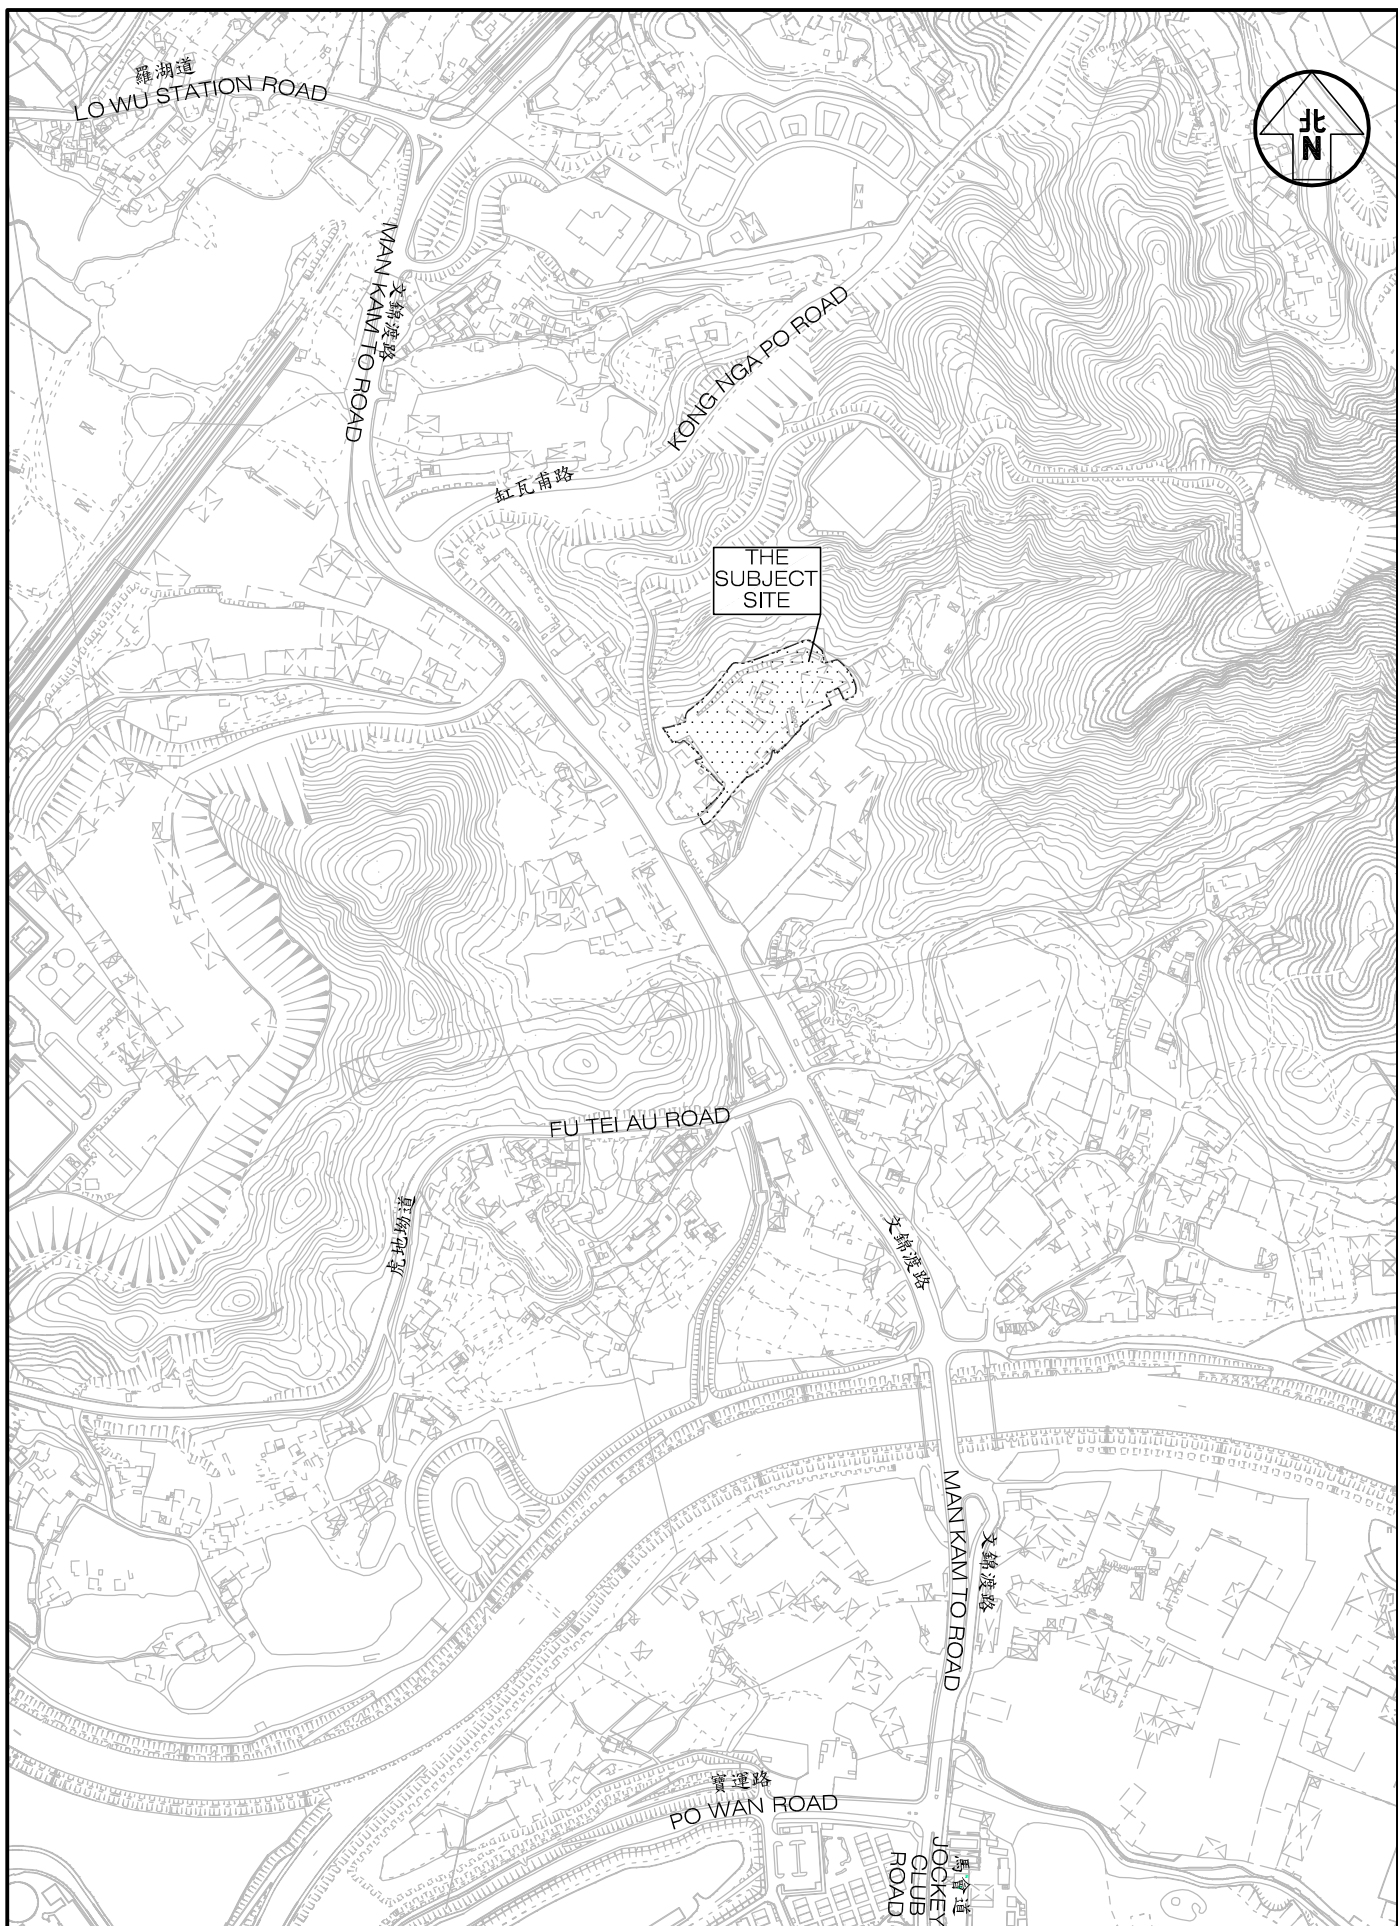 羅湖道
LO WU STATION ROAD
北
N
文錦渡路
MAN KAM TO ROAD
KONG NGA PO ROAD
缸瓦甫路
THE
SUBJECT
SITE
FU TEI AU ROAD
虎地坳道
文錦渡路
MAN KAM TO ROAD
文錦渡路
寶運路
PO WAN ROAD
馬會道
JOCKEY
CLUB
ROAD